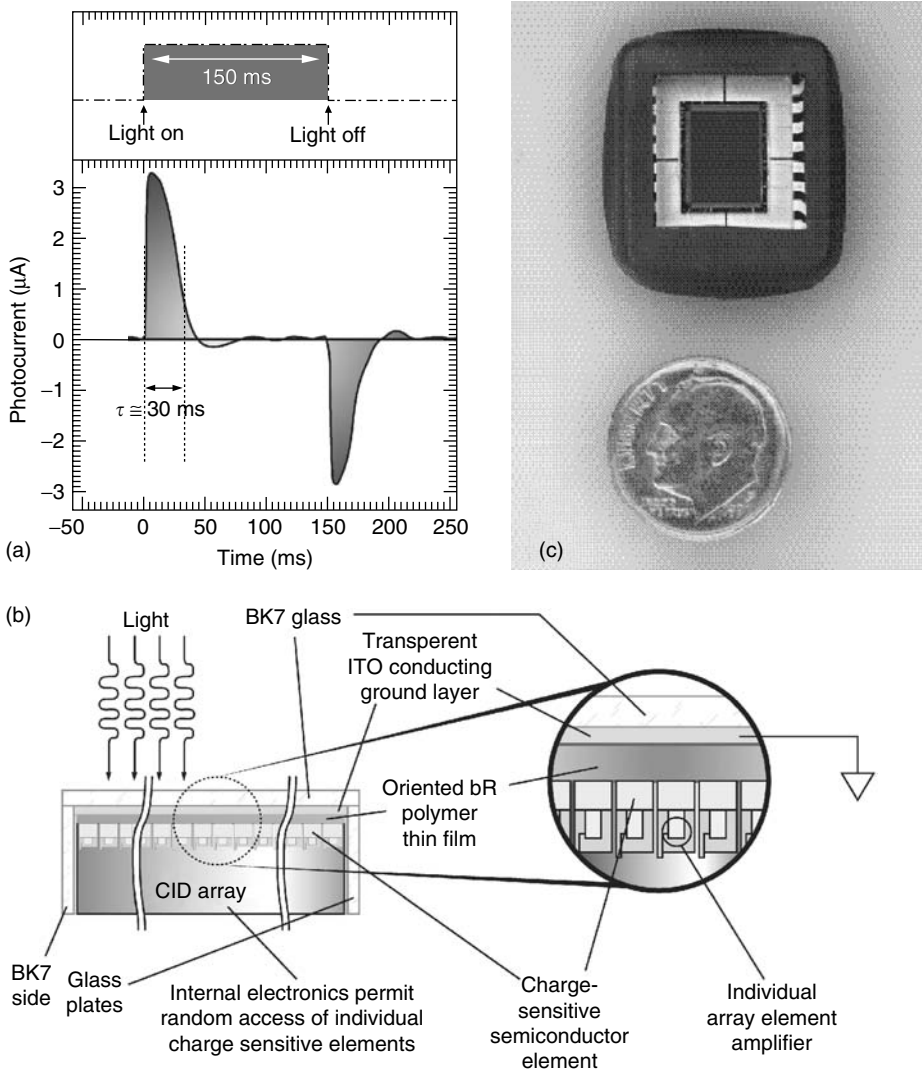 150 ms
Light on
Light off
3
2
1
0
−1
−2
−3
Photocurrent (μA)
τ ≅ 30 ms
−50
0
50
100
150
200
250
(a)
Time (ms)
(c)
(b)
Light
BK7 glass
Transperent
ITO conducting
ground layer
Oriented bR
polymer
thin film
CID array
BK7
side
Glass
plates
Internal electronics permit
random access of individual
charge sensitive elements
Charge-
sensitive
semiconductor
element
Individual
array element
amplifier